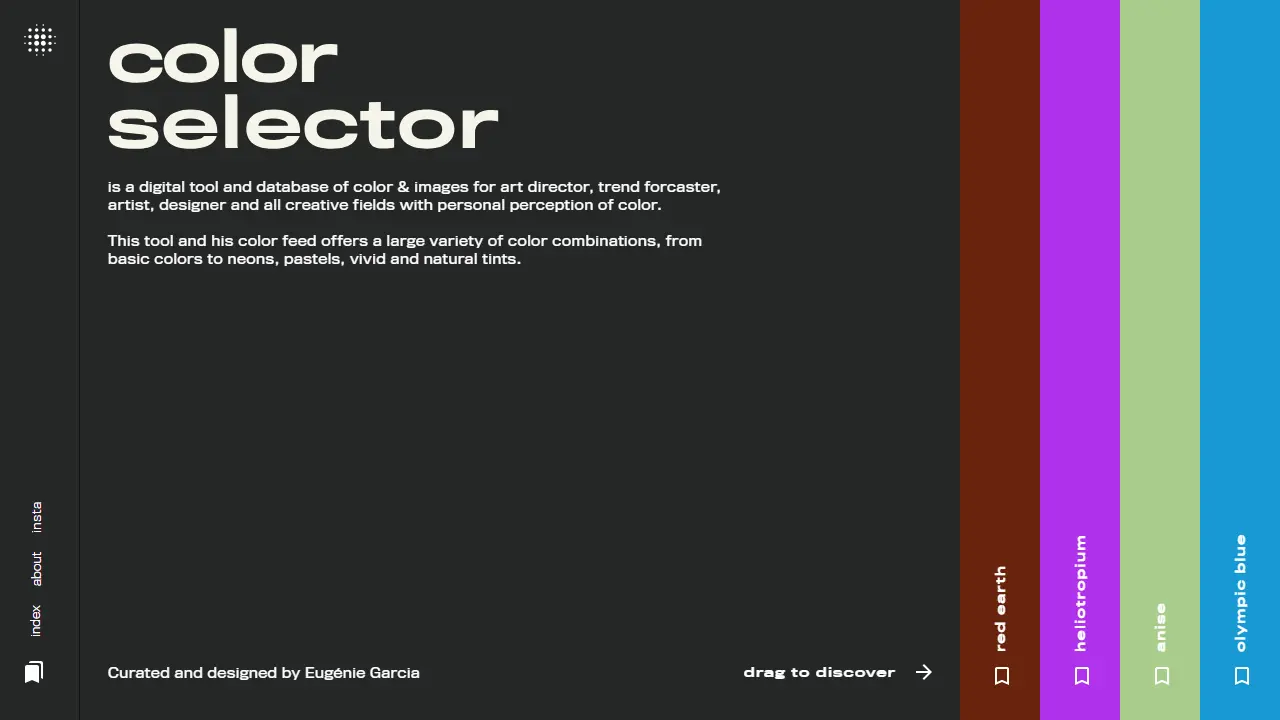 color
selector
is a digital tool and database of color & images for art director, trend forcaster,
artist, designer and all creative fields with personal perception of color.
This tool and his color feed offers a large variety of color combinations, from
basic colors to neons, pastels, vivid and natural tints.
insta
about
index
Curated and designed by Eugénie Garcia
drag to discover
red earth
heliotropium
anise
olympic blue